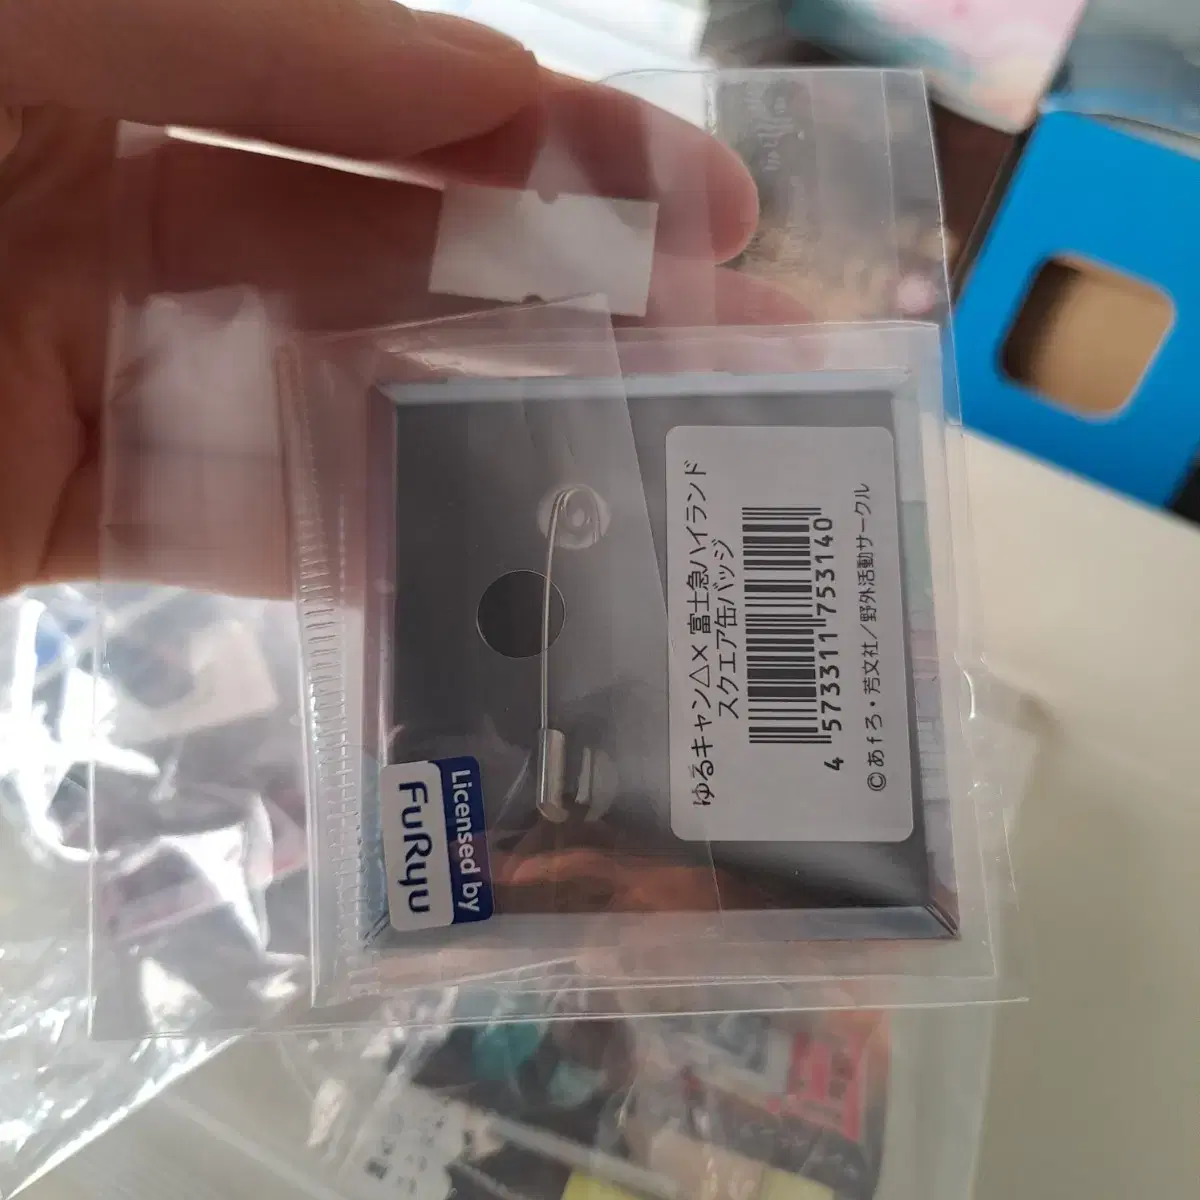 ゆるキャン△× 富士急ハイランド
スクエア缶バッジ
4 573311 753140
©あfろ・芳文社／野外活動サークル
Licensed by
FuRyu